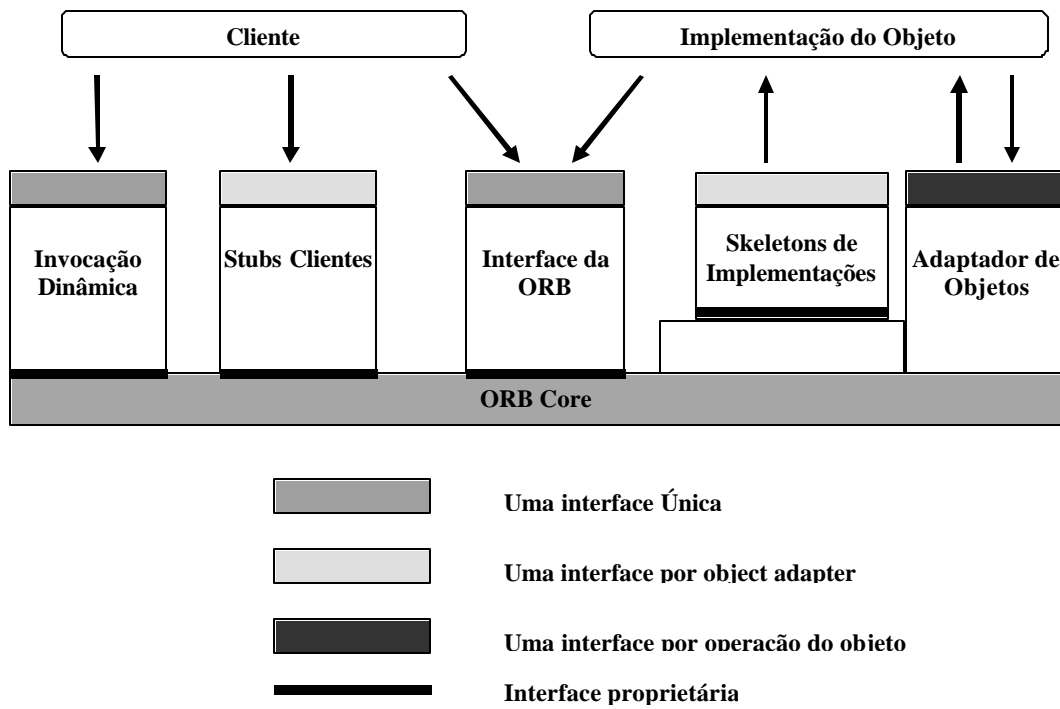 Cliente
Implementação do Objeto
Invocação
Dinâmica
Stubs Clientes
Interface da
ORB
Skeletons de
Implementações
Adaptador de
Objetos
ORB Core
Uma interface Única
Uma interface por object adapter
Uma interface por operação do objeto
Interface proprietária